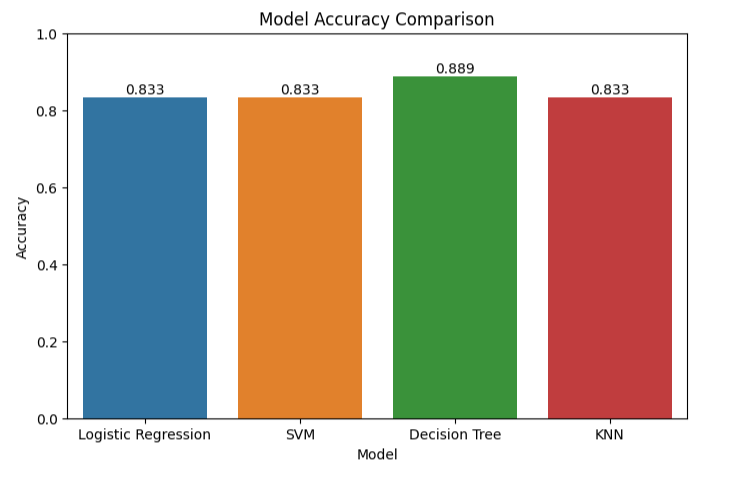 Model Accuracy Comparison
1.0
0.8
0.6
0.4
0.2
0.0
Accuracy
0.833
0.833
0.889
0.833
Logistic Regression
SVM
Decision Tree
KNN
Model